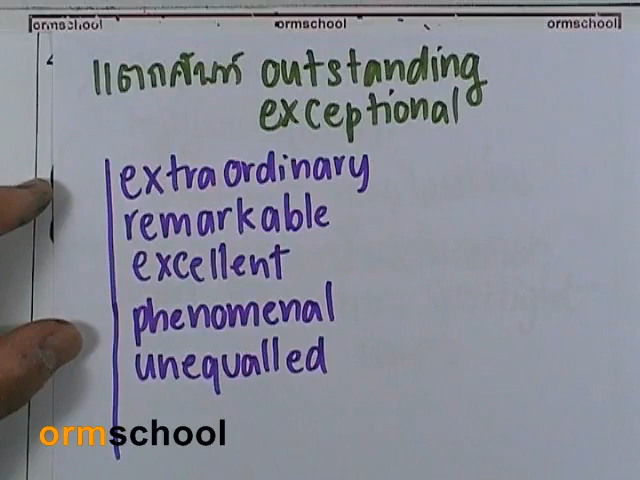 ormschool ormschool ormschool
แตกศัพท์ outstanding
exceptional
extraordinary
remarkable
excellent
phenomenal
unequalled
ormschool